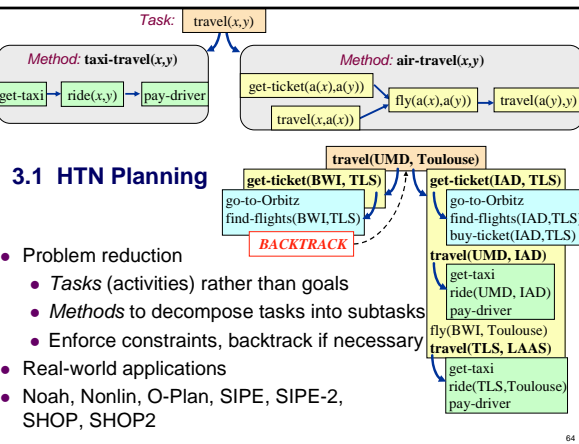 Task: travel(x,y)
Method: taxi-travel(x,y)
get-taxi ride(x,y) pay-driver
Method: air-travel(x,y)
get-ticket(a(x),a(y))
travel(x,a(x))
fly(a(x),a(y))
travel(a(y),y)
3.1 HTN Planning
travel(UMD, Toulouse)
get-ticket(BWI, TLS)
go-to-Orbitz
find-flights(BWI,TLS)
BACKTRACK
get-ticket(IAD, TLS)
go-to-Orbitz
find-flights(IAD,TLS)
buy-ticket(IAD,TLS)
travel(UMD, IAD)
get-taxi
ride(UMD, IAD)
pay-driver
fly(BWI, Toulouse)
travel(TLS, LAAS)
get-taxi
ride(TLS,Toulouse)
pay-driver
● Problem reduction
● Tasks (activities) rather than goals
● Methods to decompose tasks into subtasks
● Enforce constraints, backtrack if necessary
● Real-world applications
● Noah, Nonlin, O-Plan, SIPE, SIPE-2,
SHOP, SHOP2
64